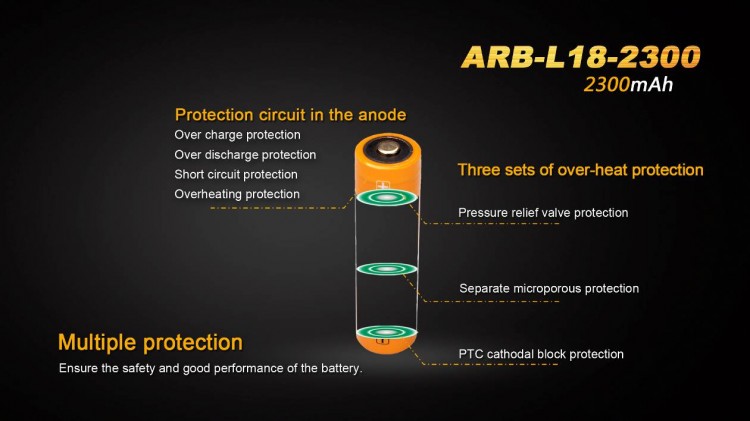 ARB-L18-2300
2300mAh
Protection circuit in the anode
Over charge protection
Over discharge protection
Short circuit protection
Overheating protection
Three sets of over-heat protection
Pressure relief valve protection
Separate microporous protection
PTC cathodal block protection
Multiple protection
Ensure the safety and good performance of the battery.